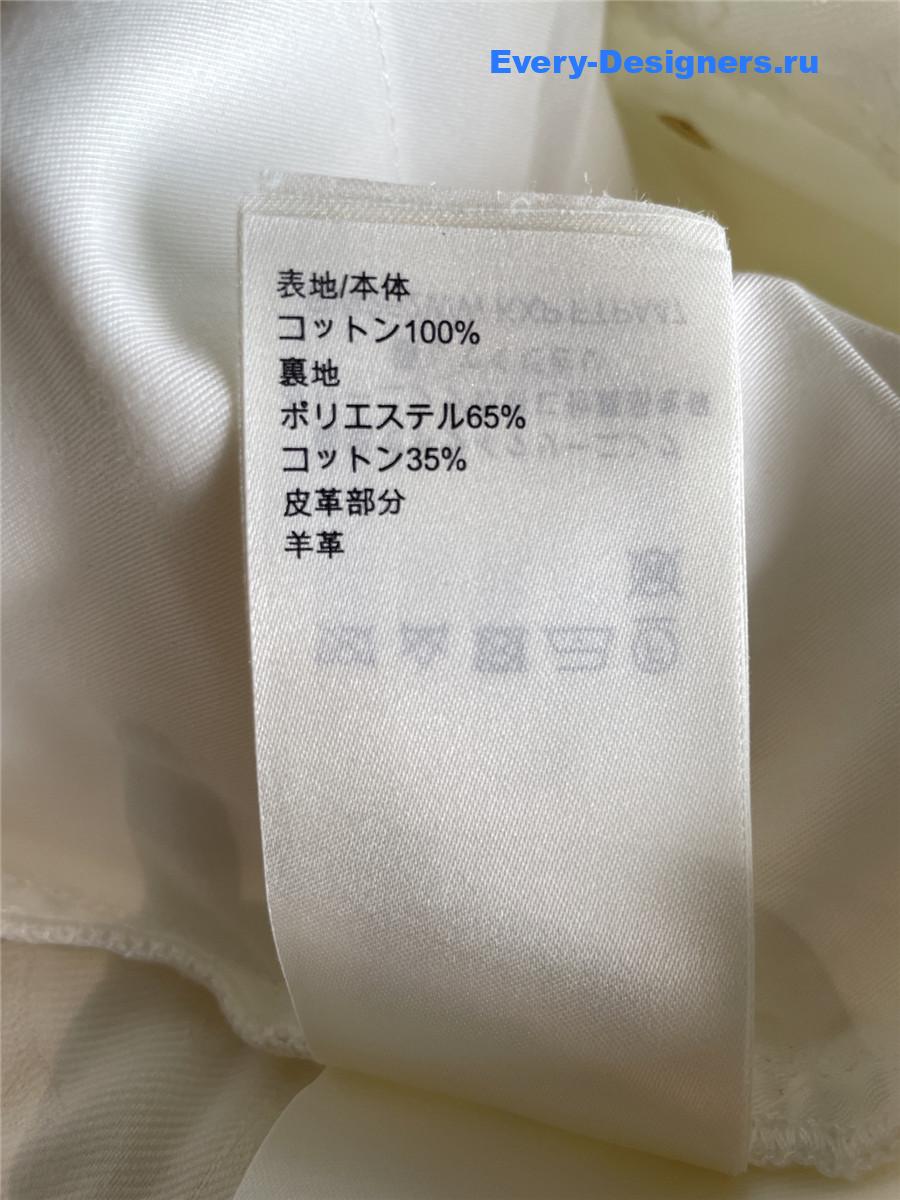 Every-Designers.ru
表地/本体
コットン100%
裏地
ポリエステル65%
コットン35%
皮革部分
羊革